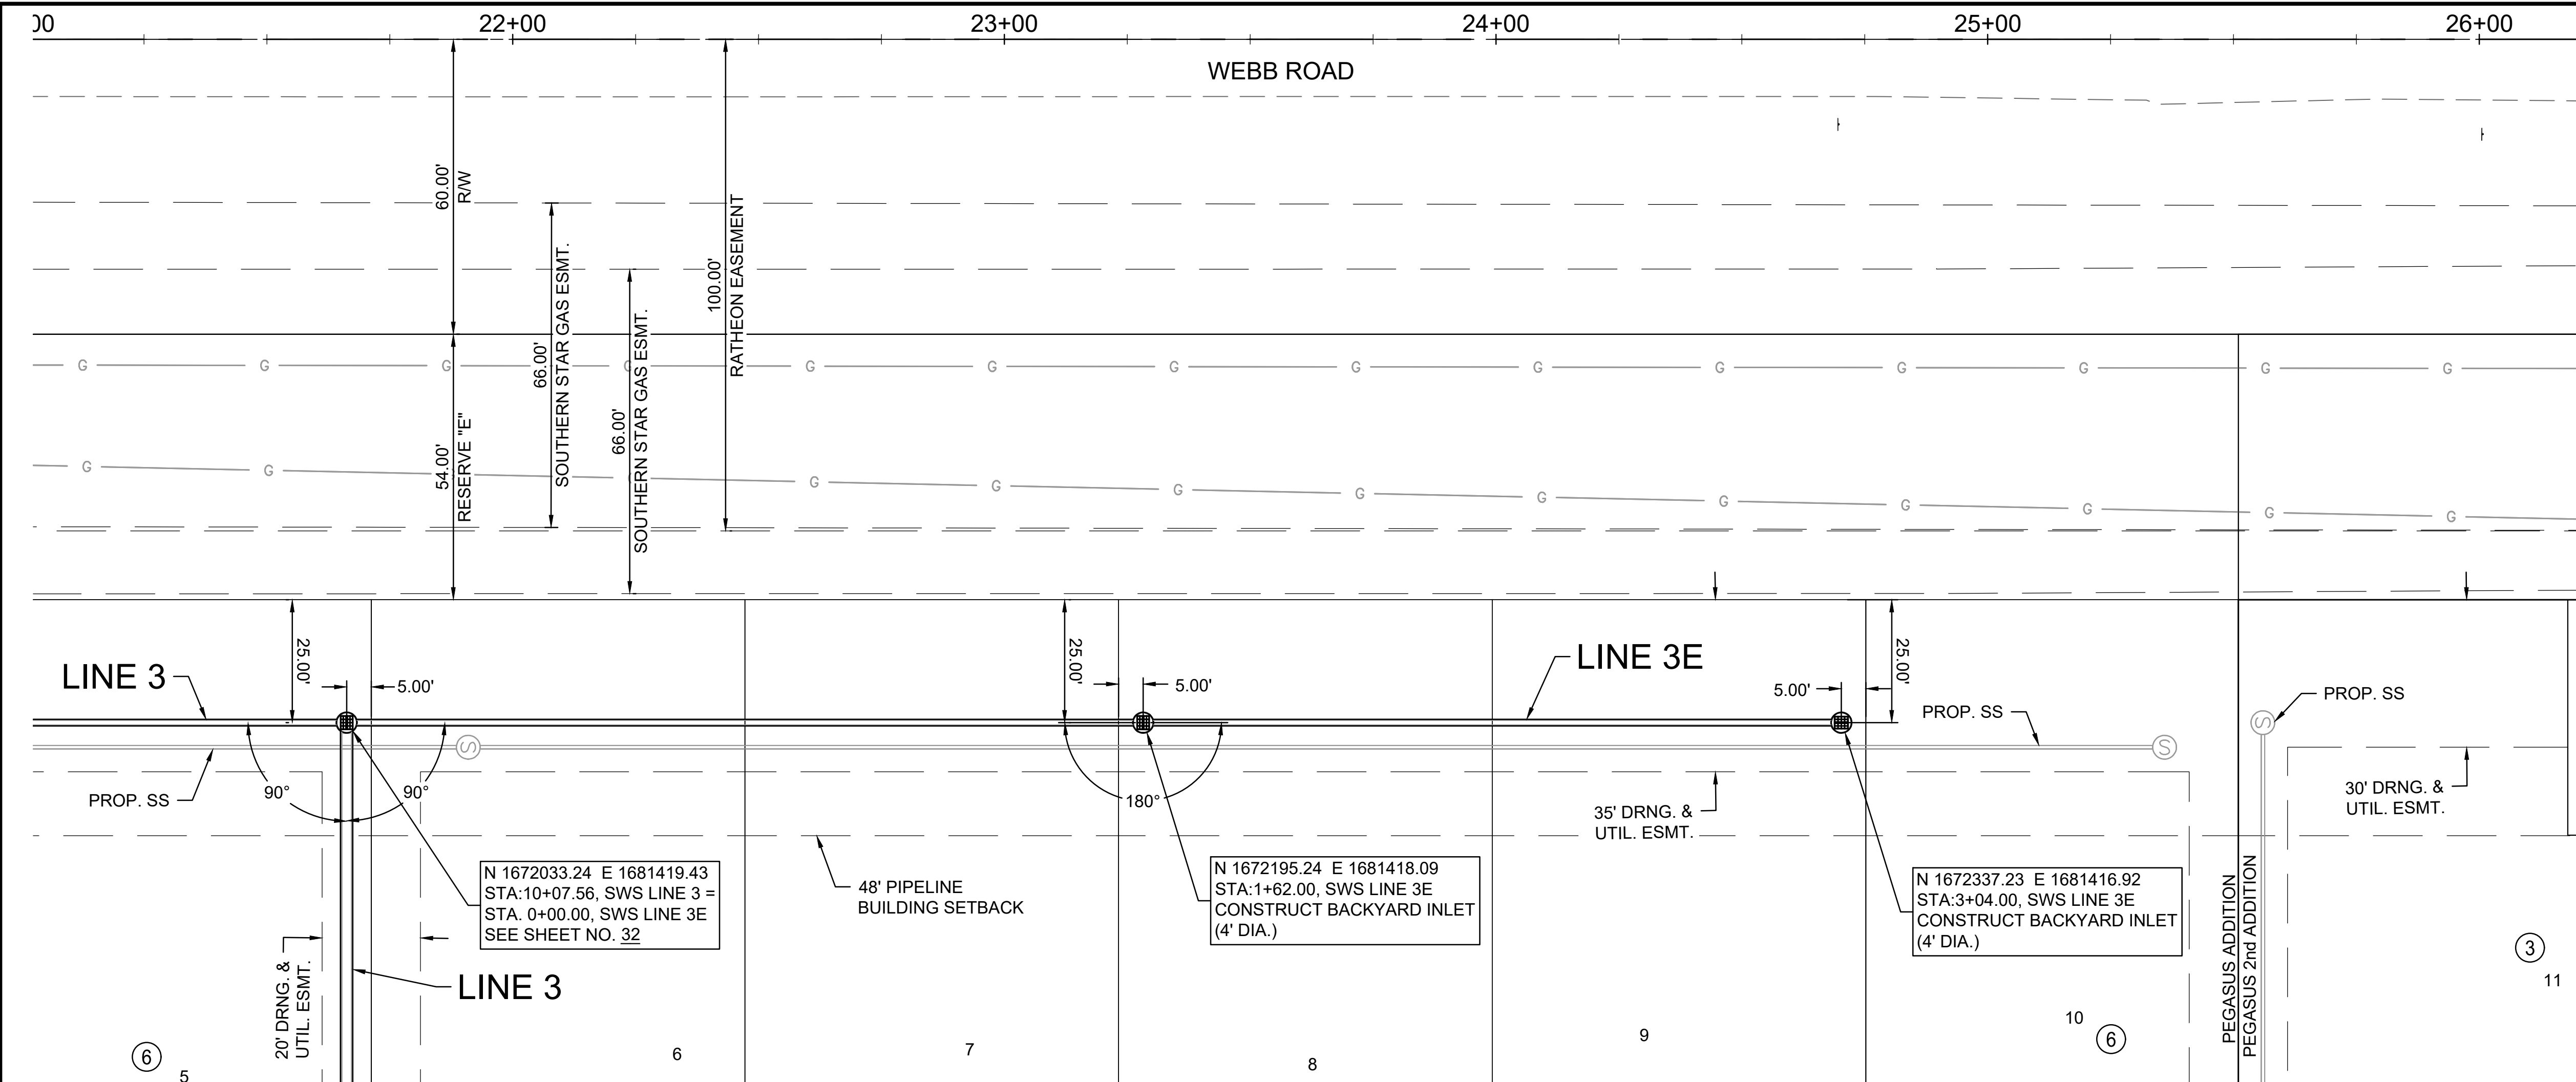 00
22+00
23+00
24+00
25+00
26+00
WEBB ROAD
60.00'
R/W
66.00'
SOUTHERN STAR GAS ESMT.
66.00'
SOUTHERN STAR GAS ESMT.
100.00'
RATHEON EASEMENT
54.00'
RESERVE "E"
G G G G G G G G G G G G G G
G G G G G G G G G G G G
25.00'
25.00'
25.00'
LINE 3
5.00'
5.00'
LINE 3E
5.00'
PROP. SS
PROP. SS
S
S
S
PROP. SS
90°
90°
180°
35' DRNG. &
UTIL. ESMT.
30' DRNG. &
UTIL. ESMT.
N 1672033.24 E 1681419.43
STA:10+07.56, SWS LINE 3 =
STA. 0+00.00, SWS LINE 3E
SEE SHEET NO. 32
48' PIPELINE
BUILDING SETBACK
N 1672195.24 E 1681418.09
STA:1+62.00, SWS LINE 3E
CONSTRUCT BACKYARD INLET
(4' DIA.)
N 1672337.23 E 1681416.92
STA:3+04.00, SWS LINE 3E
CONSTRUCT BACKYARD INLET
(4' DIA.)
PEGASUS ADDITION
PEGASUS 2nd ADDITION
20' DRNG. &
UTIL. ESMT.
LINE 3
3
11
6
5
6
7
8
9
10
6